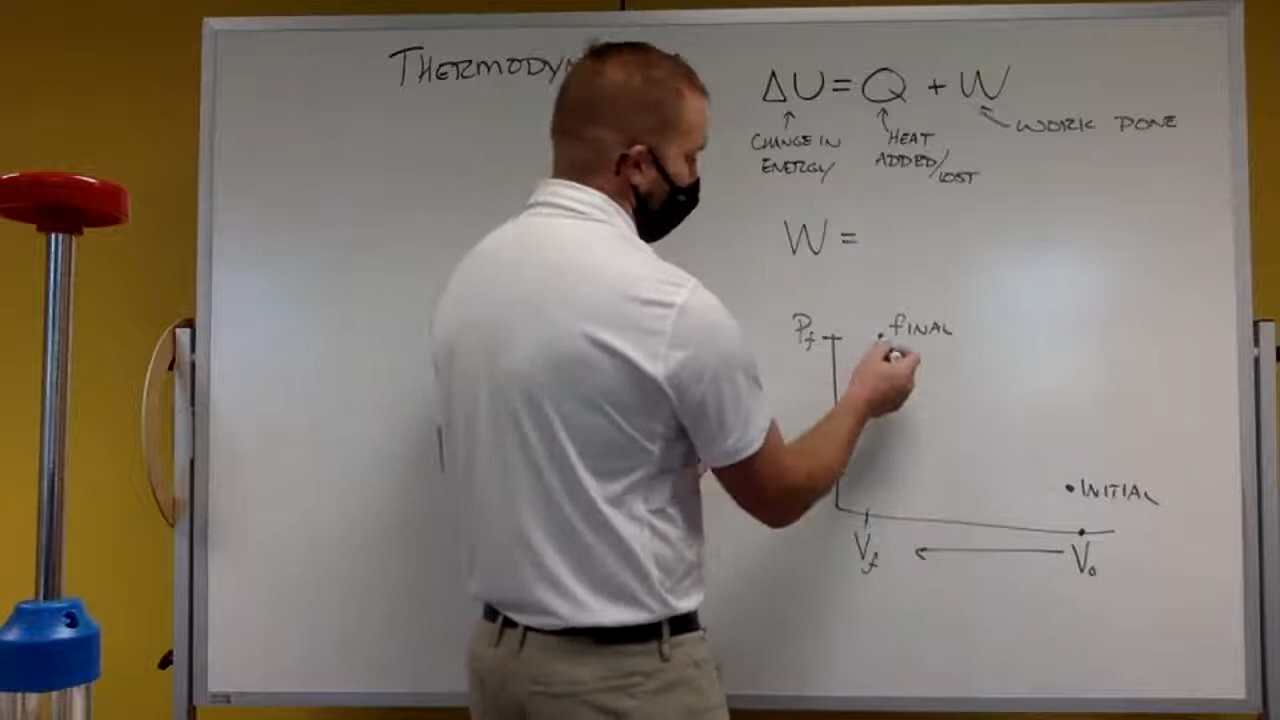 THERMODY
ΔU = Q + W
CHANGE IN
ENERGY
HEAT
ADDED/
LOST
WORK DONE
W =
Pf
FINAL
INITIAL
Vf
V₀